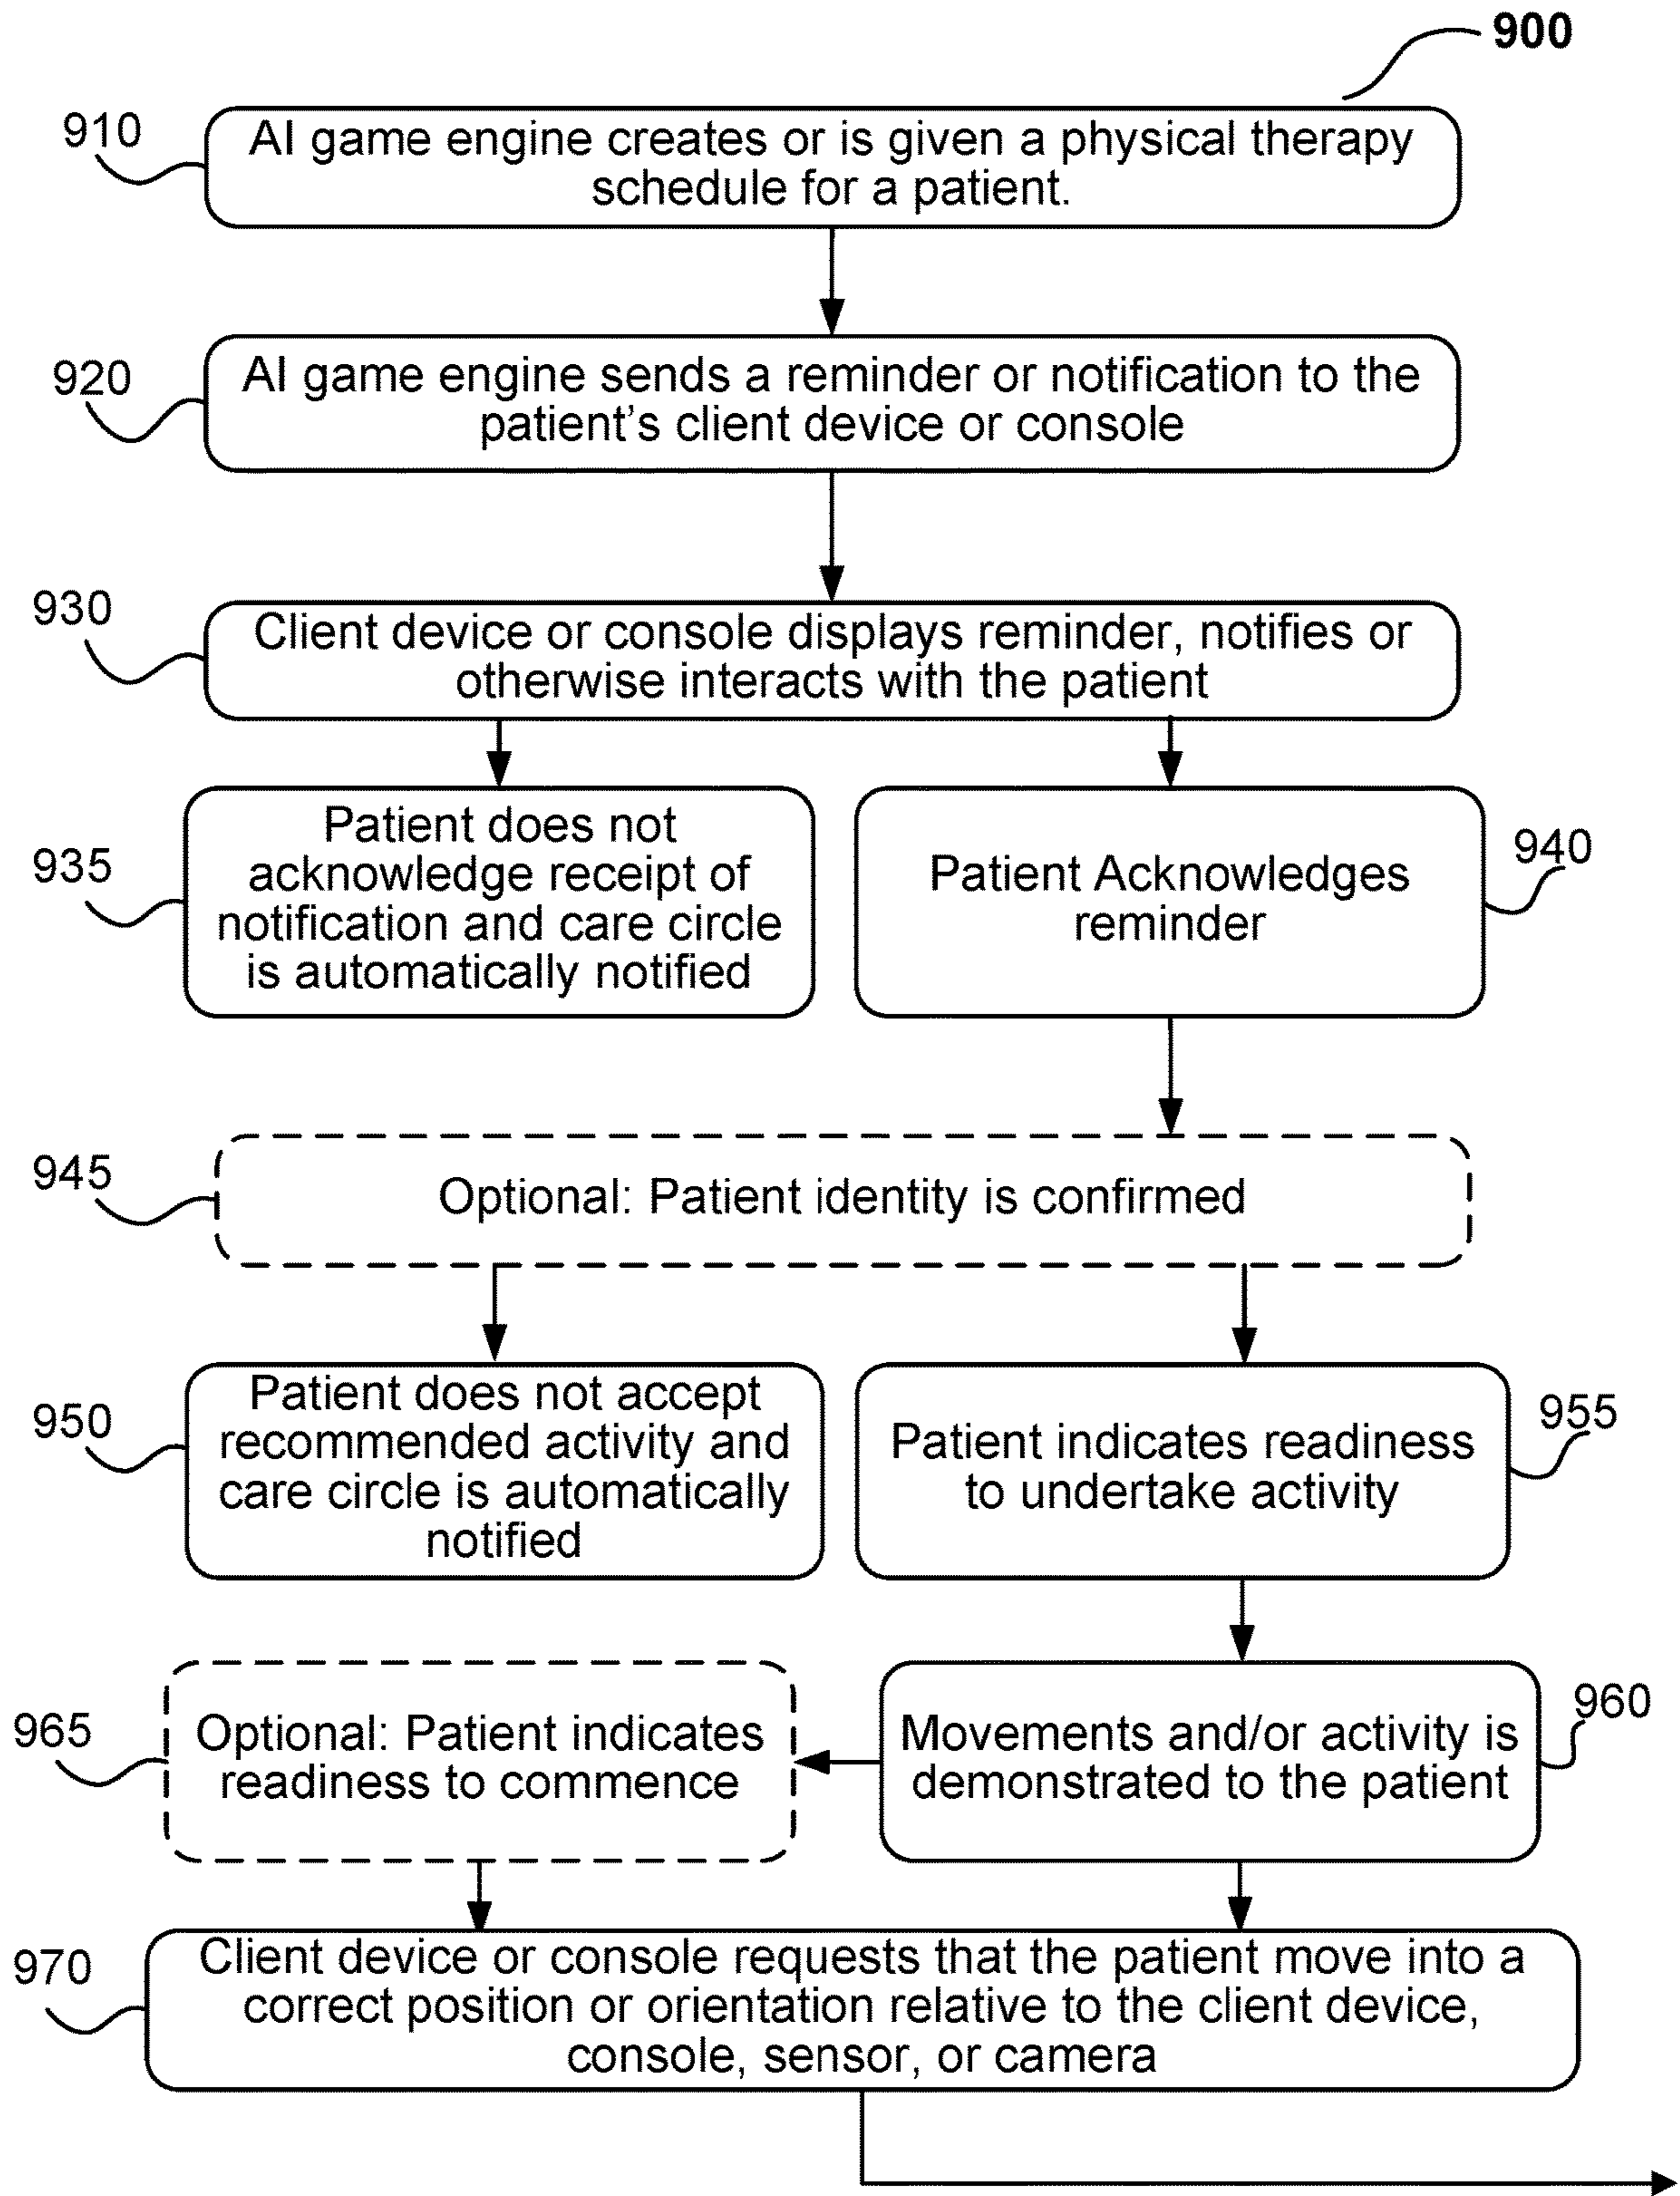 900
910
AI game engine creates or is given a physical therapy
schedule for a patient.
920
AI game engine sends a reminder or notification to the
patient's client device or console
930
Client device or console displays reminder, notifies or
otherwise interacts with the patient
935
Patient does not
acknowledge receipt of
notification and care circle
is automatically notified
Patient Acknowledges
reminder
940
945
Optional: Patient identity is confirmed
950
Patient does not accept
recommended activity and
care circle is automatically
notified
Patient indicates readiness
to undertake activity
955
965
Optional: Patient indicates
readiness to commence
Movements and/or activity is
demonstrated to the patient
960
970
Client device or console requests that the patient move into a
correct position or orientation relative to the client device,
console, sensor, or camera